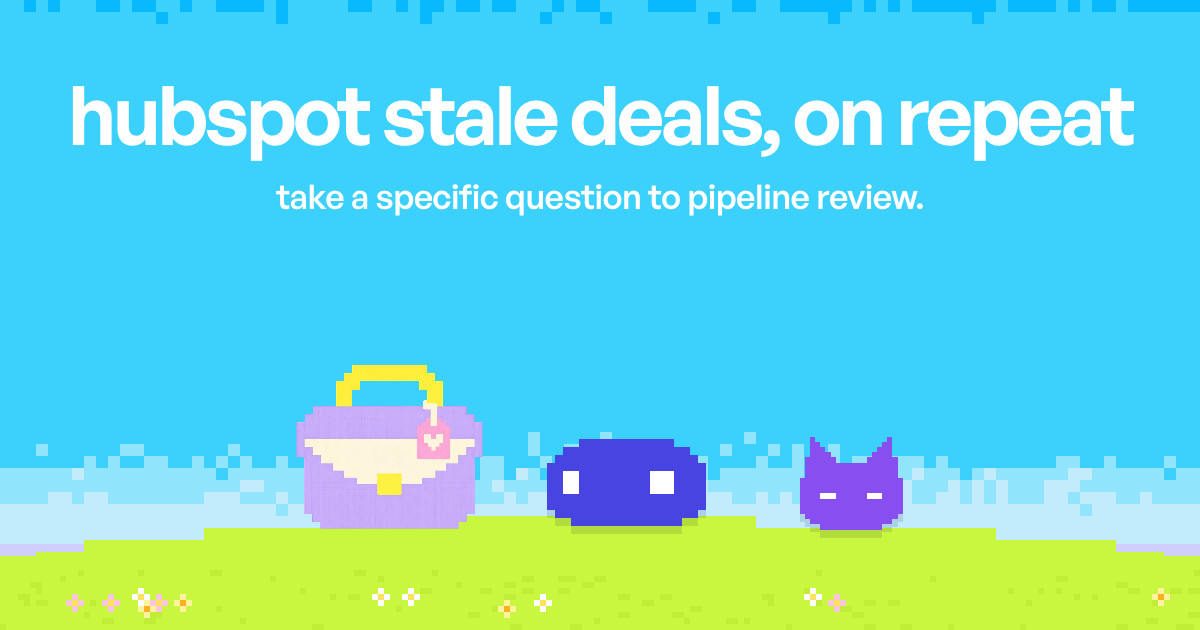 hubspot stale deals, on repeat
take a specific question to pipeline review.